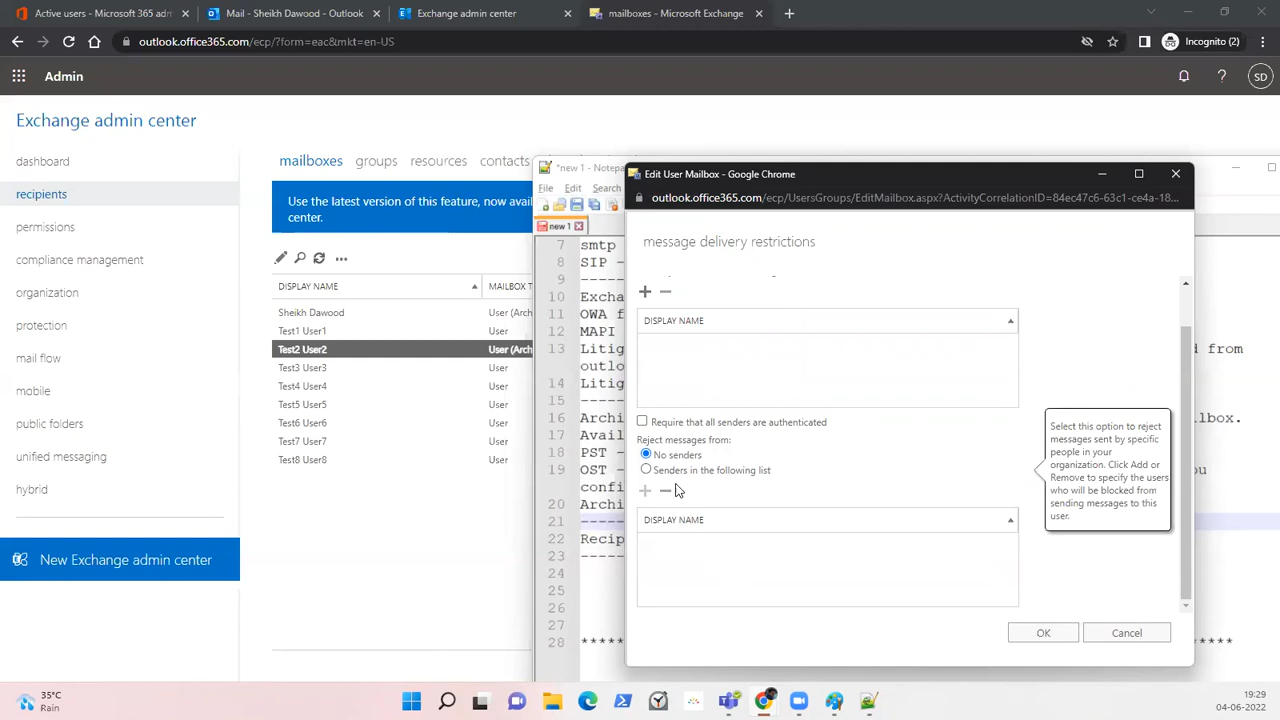 Active users - Microsoft 365 adm
Mail - Sheikh Dawood - Outlook
Exchange admin center
mailboxes - Microsoft Exchange
outlook.office365.com/ecp/?form=eac&mkt=en-US
Incognito (2)
Admin
SD
Exchange admin center
dashboard
recipients
permissions
compliance management
organization
protection
mail flow
mobile
public folders
unified messaging
hybrid
New Exchange admin center
mailboxes groups resources contacts
Use the latest version of this feature, now avail
center.
DISPLAY NAME MAILBOX T
Sheikh Dawood User (Arch
Test1 User1 User
Test2 User2 User (Arch
Test3 User3 User
Test4 User4 User
Test5 User5 User
Test6 User6 User
Test7 User7 User
Test8 User8 User
*new 1 - Notepa
File Edit Search
new 1
7 smtp
8 SIP -
9 --------
10 Excha
11 OWA f
12 MAPI
13 Litig d from
outlo
14 Litig
15 -----
16 Archi lbox.
17 Avail
18 PST -
19 OST - ou
confi
20 Archi
21 -----
22 Recip
23 -----
24
25
26
27
28 ***** *******
Edit User Mailbox - Google Chrome
outlook.office365.com/ecp/UsersGroups/EditMailbox.aspx?ActivityCorrelationID=84ec47c6-63c1-ce4a-18...
message delivery restrictions
DISPLAY NAME
Require that all senders are authenticated
Reject messages from:
No senders
Senders in the following list
DISPLAY NAME
Select this option to reject
messages sent by specific
people in your
organization. Click Add or
Remove to specify the users
who will be blocked from
sending messages to this
user.
OK Cancel
35°C
Rain
19:29
04-06-2022